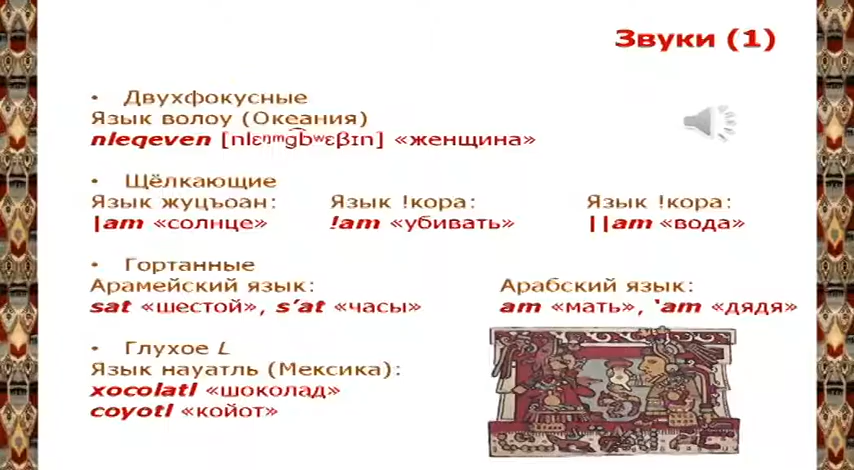 Звуки (1)
• Двухфокусные
Язык волоу (Океания)
nleqeven [nlɛᵑᵐg͡bʷɛβɪn] «женщина»
• Щёлкающие
Язык жуцъоан: Язык !кора: Язык !кора:
|am «солнце» !am «убивать» ||am «вода»
• Гортанные
Арамейский язык: Арабский язык:
sat «шестой», s’at «часы» am «мать», ‘am «дядя»
• Глухое L
Язык науатль (Мексика):
xocolatl «шоколад»
coyotl «койот»